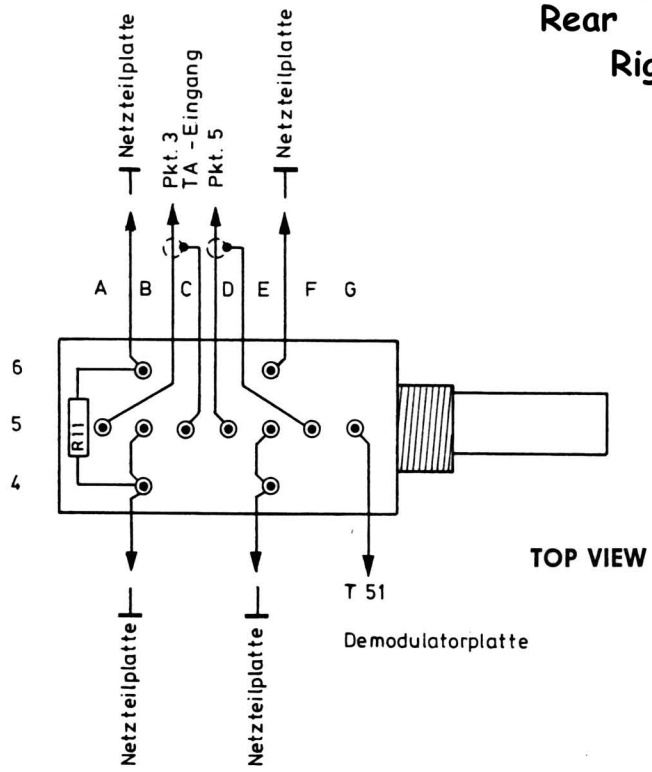 Rear
Rig
Netzteilplatte
Pkt. 3
TA - Eingang
Pkt. 5
Netzteilplatte
A B C D E F G
6
5
4
R11
TOP VIEW
T 51
Demodulatorplatte
Netzteilplatte
Netzteilplatte